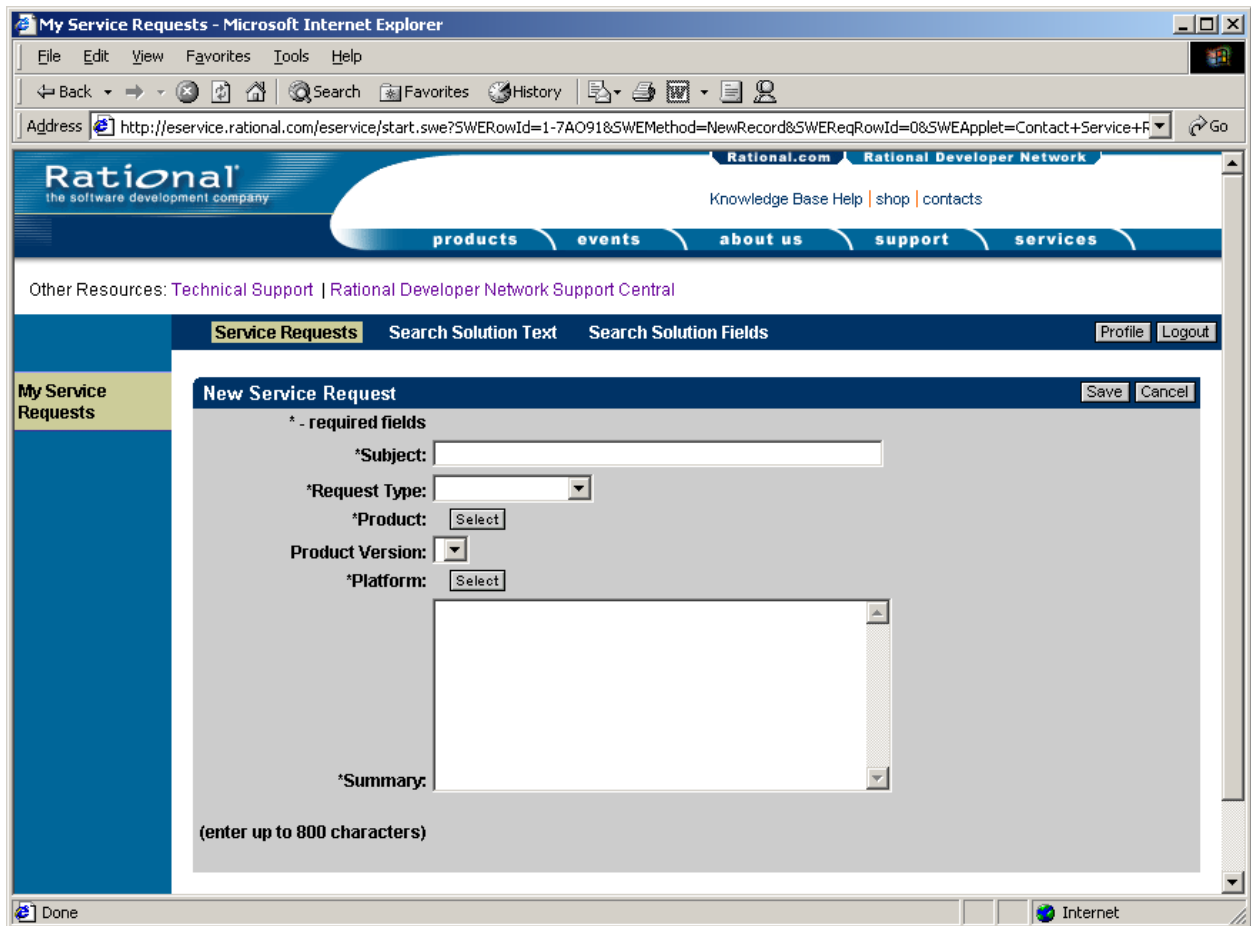 My Service Requests - Microsoft Internet Explorer
File Edit View Favorites Tools Help
Back Search Favorites History
Address http://eservice.rational.com/eservice/start.swe?SWERowId=1-7AO91&SWEMethod=NewRecord&SWEReqRowId=0&SWEApplet=Contact+Service+R Go
Rational.com Rational Developer Network
Rational
the software development company
Knowledge Base Help | shop | contacts
products events about us support services
Other Resources: Technical Support | Rational Developer Network Support Central
Service Requests Search Solution Text Search Solution Fields Profile Logout
My Service
Requests
New Service Request Save Cancel
* - required fields
*Subject:
*Request Type:
*Product: Select
Product Version:
*Platform: Select
*Summary:
(enter up to 800 characters)
Done Internet